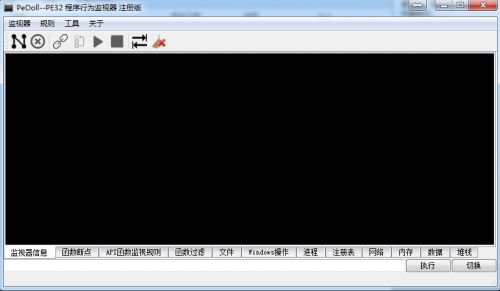 PeDoll--PE32 程序行为监视器 注册版
监视器 规则 工具 关于
监视器信息 函数断点 API函数监视规则 函数过滤 文件 Windows操作 进程 注册表 网络 内存 数据 堆栈
执行 切换